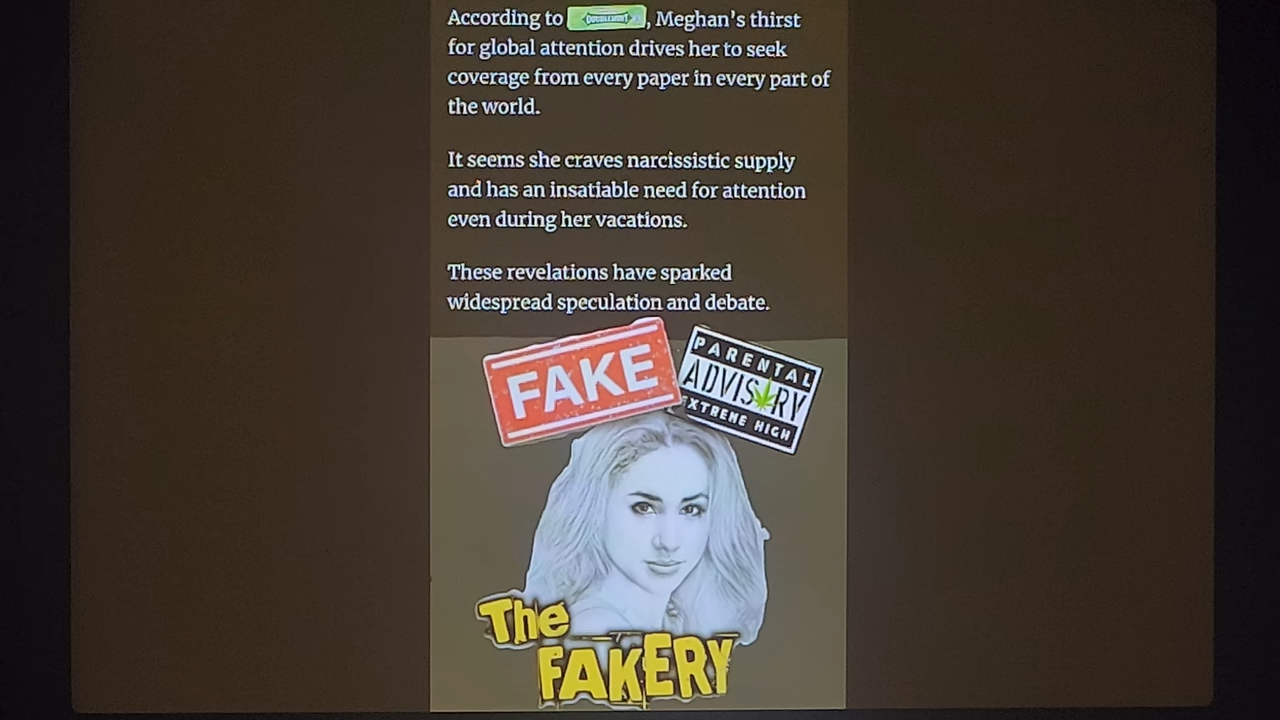 According to DOUBLEMINT, Meghan's thirst
for global attention drives her to seek
coverage from every paper in every part of
the world.
It seems she craves narcissistic supply
and has an insatiable need for attention
even during her vacations.
These revelations have sparked
widespread speculation and debate.
FAKE
PARENTAL
ADVISORY
EXTREME HIGH
The
FAKERY